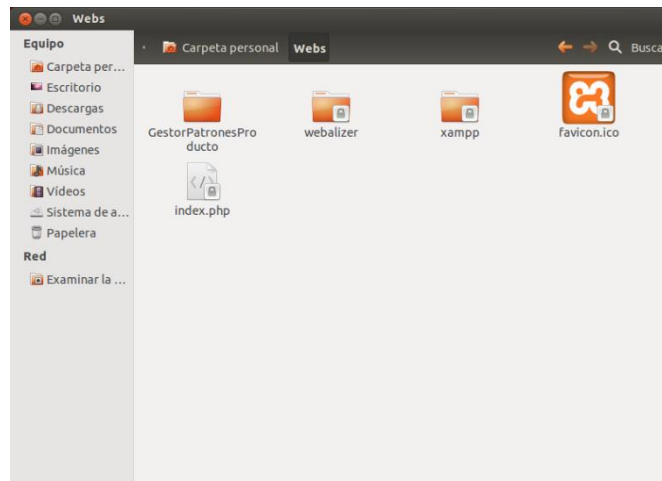 Webs
Equipo
Carpeta per...
Escritorio
Descargas
Documentos
Imágenes
Música
Vídeos
Sistema de a...
Papelera
Red
Examinar la ...
Carpeta personal Webs Busca
GestorPatronesPro
ducto
webalizer
xampp
favicon.ico
index.php